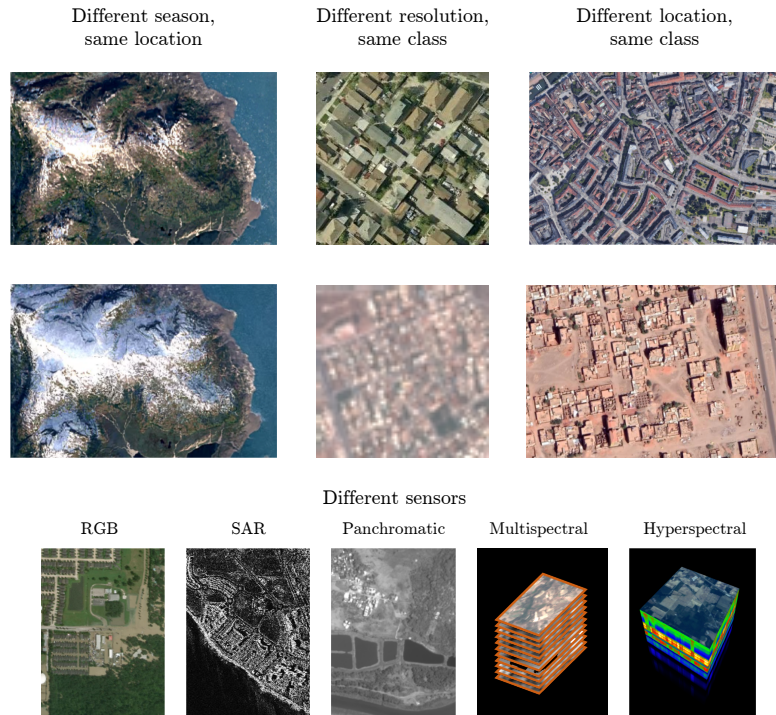 Different season,
same location
Different resolution,
same class
Different location,
same class
Different sensors
RGB
SAR
Panchromatic
Multispectral
Hyperspectral